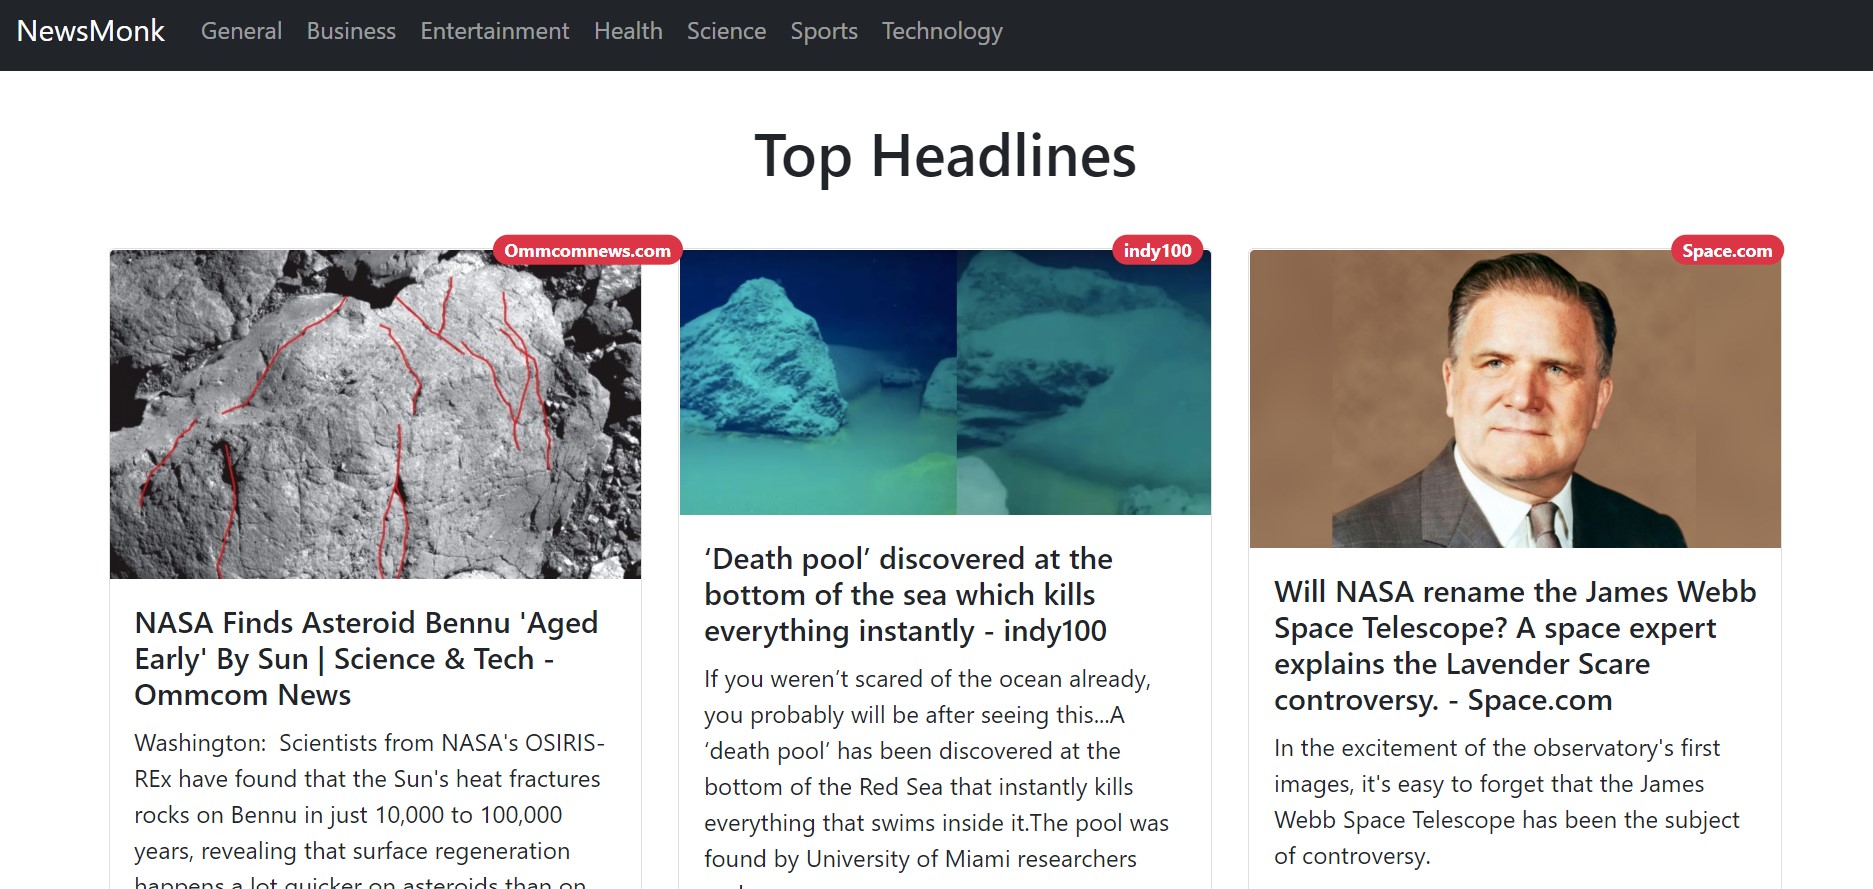 NewsMonk General Business Entertainment Health Science Sports Technology
Top Headlines
Ommcomnews.com
NASA Finds Asteroid Bennu 'Aged
Early' By Sun | Science & Tech -
Ommcom News
Washington:  Scientists from NASA's OSIRIS-
REx have found that the Sun's heat fractures
rocks on Bennu in just 10,000 to 100,000
years, revealing that surface regeneration
happens a lot quicker on asteroids than on
indy100
‘Death pool’ discovered at the
bottom of the sea which kills
everything instantly - indy100
If you weren’t scared of the ocean already,
you probably will be after seeing this...A
‘death pool’ has been discovered at the
bottom of the Red Sea that instantly kills
everything that swims inside it.The pool was
found by University of Miami researchers
Space.com
Will NASA rename the James Webb
Space Telescope? A space expert
explains the Lavender Scare
controversy. - Space.com
In the excitement of the observatory's first
images, it's easy to forget that the James
Webb Space Telescope has been the subject
of controversy.